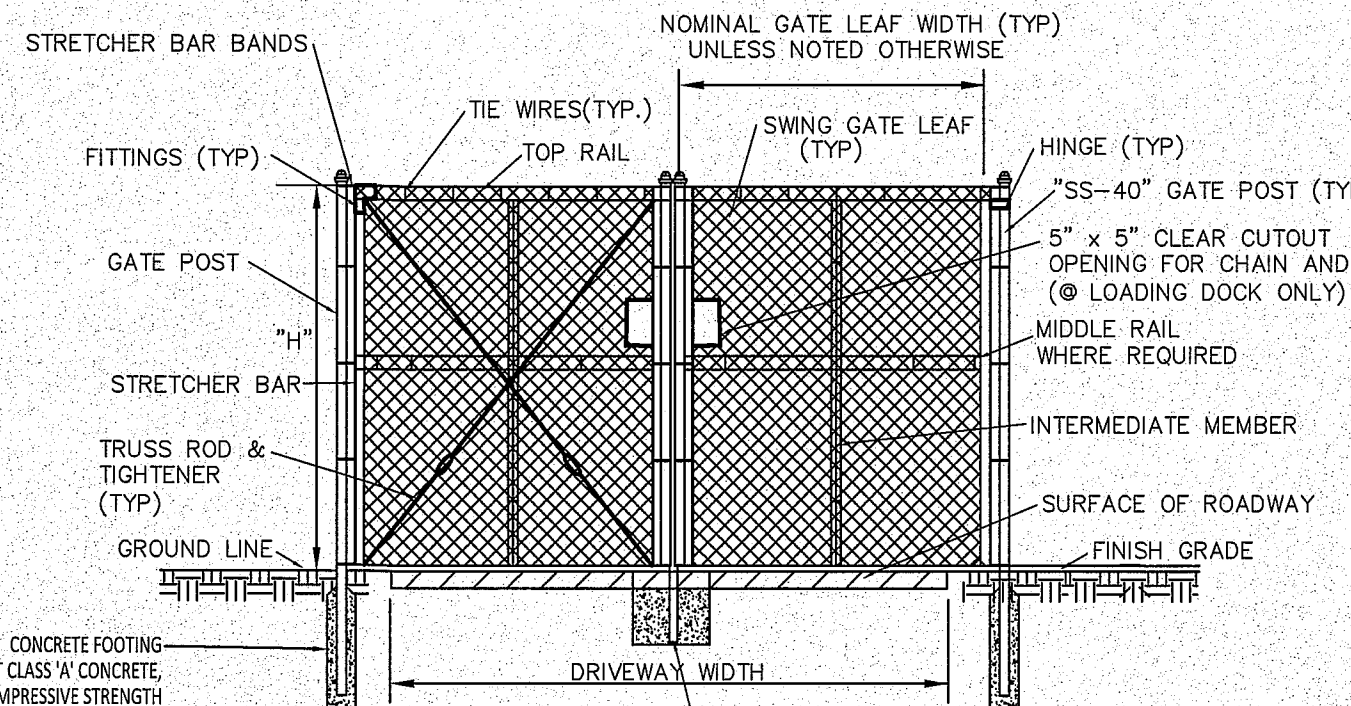 STRETCHER BAR BANDS
NOMINAL GATE LEAF WIDTH (TYP)
UNLESS NOTED OTHERWISE
TIE WIRES(TYP.)
SWING GATE LEAF
(TYP)
FITTINGS (TYP)
TOP RAIL
HINGE (TYP)
"SS-40" GATE POST (TY
GATE POST
5" x 5" CLEAR CUTOUT
OPENING FOR CHAIN AND
(@ LOADING DOCK ONLY)
"H"
MIDDLE RAIL
WHERE REQUIRED
STRETCHER BAR
INTERMEDIATE MEMBER
TRUSS ROD &
TIGHTENER
(TYP)
SURFACE OF ROADWAY
GROUND LINE
FINISH GRADE
CONCRETE FOOTING
CLASS 'A' CONCRETE,
DRIVEWAY WIDTH
STRENGTH